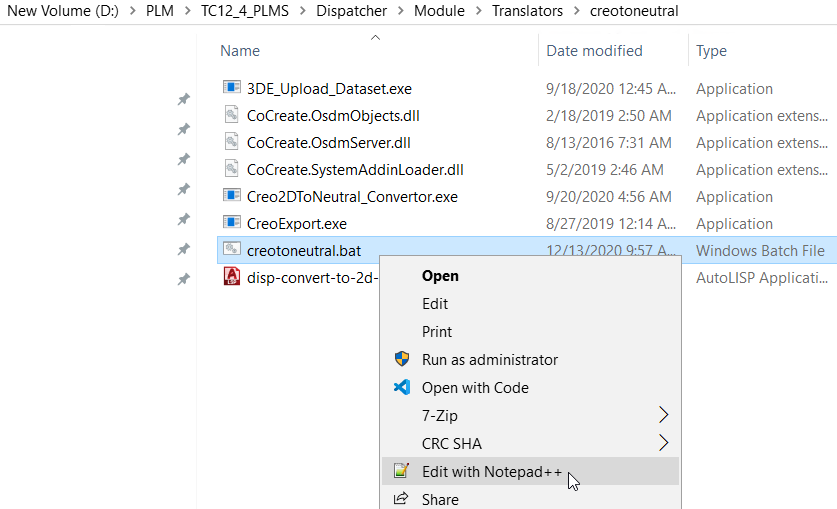 New Volume (D:) > PLM > TC12_4_PLMS > Dispatcher > Module > Translators > creotoneutral
Name Date modified Type
3DE_Upload_Dataset.exe 9/18/2020 12:45 A... Application
CoCreate.OsdmObjects.dll 2/18/2019 2:50 AM Application extens...
CoCreate.OsdmServer.dll 8/13/2016 7:31 AM Application extens...
CoCreate.SystemAddinLoader.dll 5/2/2019 2:46 AM Application extens...
Creo2DToNeutral_Convertor.exe 9/20/2020 4:56 AM Application
CreoExport.exe 8/27/2019 12:14 A... Application
creotoneutral.bat 12/13/2020 9:57 A... Windows Batch File
disp-convert-to-2d- AutoLISP Applicati...
Open
Edit
Print
Run as administrator
Open with Code
7-Zip
CRC SHA
Edit with Notepad++
Share